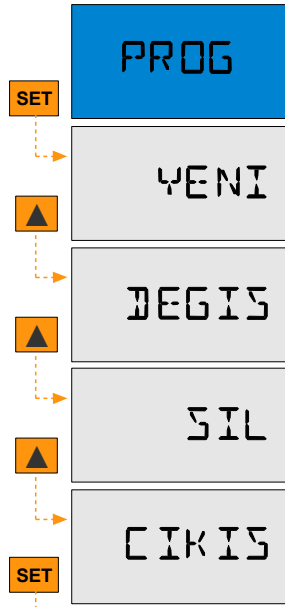 PROG
SET
YENI
DEGIS
SIL
CIKIS
SET